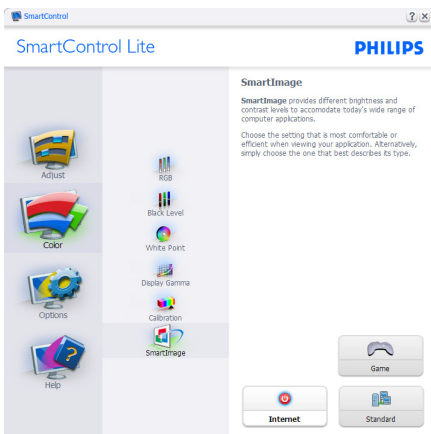 SmartControl
SmartControl Lite
PHILIPS
Adjust
Color
Options
Help
RGB
Black Level
White Point
Display Gamma
Calibration
SmartImage
SmartImage
SmartImage provides different brightness and
contrast levels to accomodate today's wide range of
computer applications.
Choose the setting that is most comfortable or
efficient when viewing your application. Alternatively,
simply choose the one that best describes its type.
Game
Internet
Standard